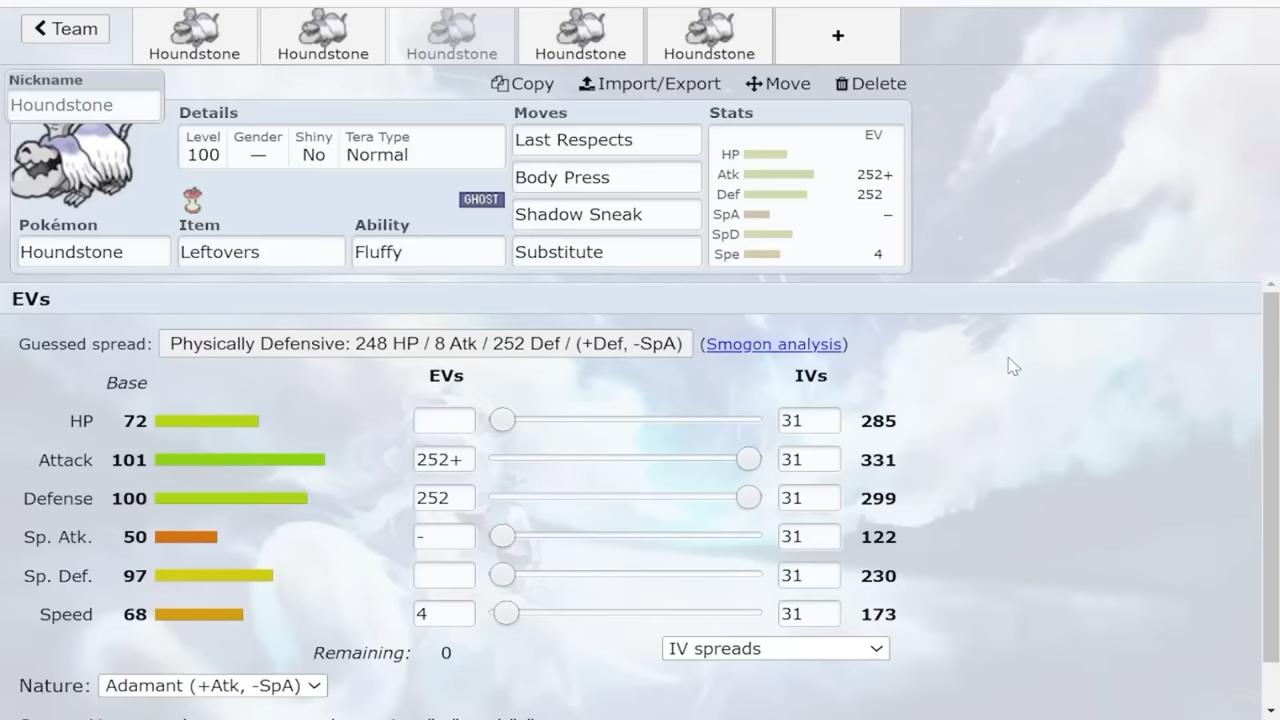 Team
Houndstone
Houndstone
Houndstone
Houndstone
Houndstone
+
Nickname
Houndstone
Copy
Import/Export
Move
Delete
Details
Level
100
Gender
—
Shiny
No
Tera Type
Normal
GHOST
Pokémon
Houndstone
Item
Leftovers
Ability
Fluffy
Moves
Last Respects
Body Press
Shadow Sneak
Substitute
Stats
EV
HP
Atk 252+
Def 252
SpA –
SpD
Spe 4
EVs
Guessed spread: Physically Defensive: 248 HP / 8 Atk / 252 Def / (+Def, -SpA) (Smogon analysis)
Base EVs IVs
HP 72 31 285
Attack 101 252+ 31 331
Defense 100 252 31 299
Sp. Atk. 50 - 31 122
Sp. Def. 97 31 230
Speed 68 4 31 173
Remaining: 0
IV spreads
Nature: Adamant (+Atk, -SpA)